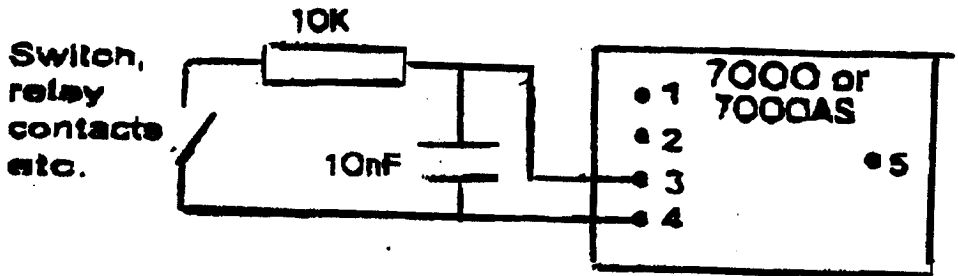 10K
Switch,
relay
contacts
etc.
10nF
7000 or
7000AS
1
2
3
4
5